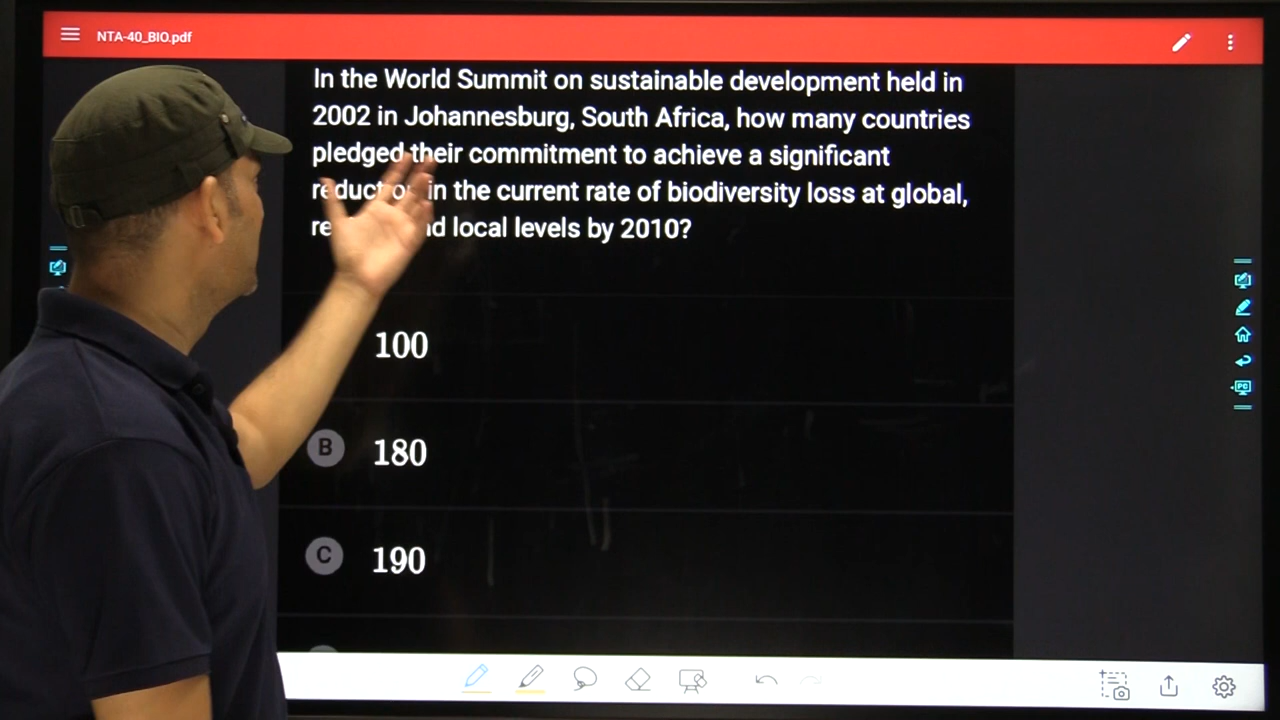 NTA-40_BIO.pdf
In the World Summit on sustainable development held in
2002 in Johannesburg, South Africa, how many countries
pledged their commitment to achieve a significant
reduction in the current rate of biodiversity loss at global,
local levels by 2010?
100
B 180
C 190
PC